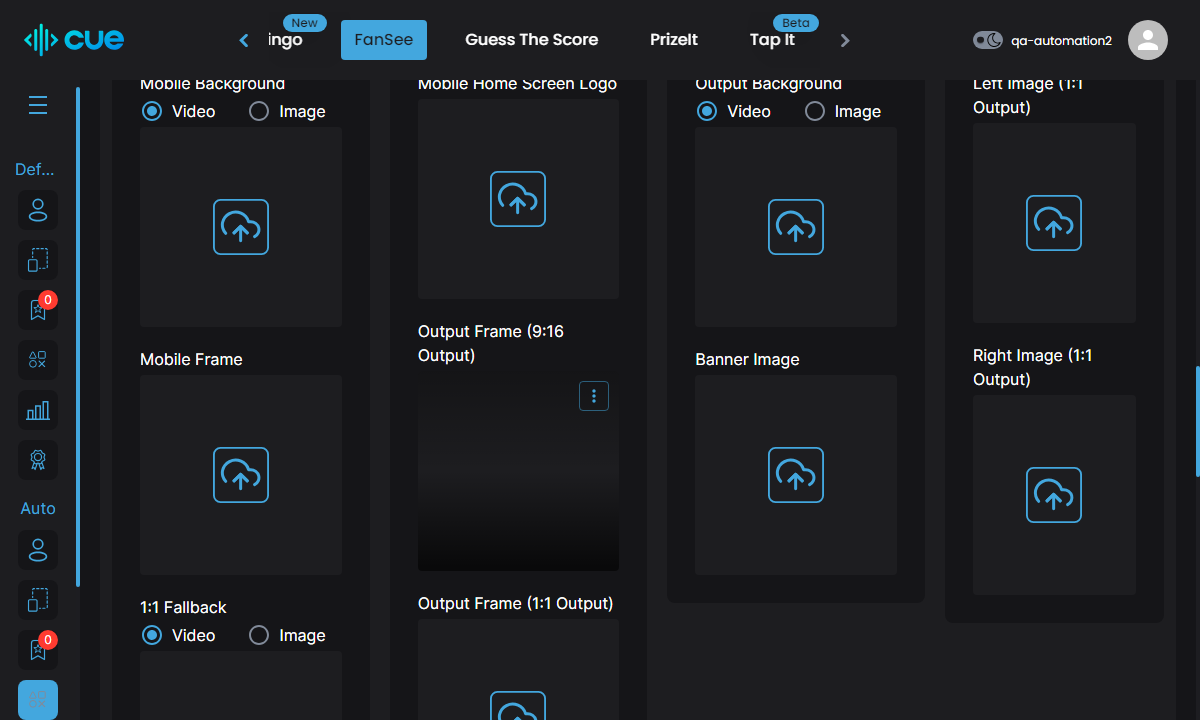 cue
ingo
New
FanSee
Guess The Score
PrizeIt
Tap It
Beta
qa-automation2
Def...
0
Auto
0
Mobile Background
Video
Image
Mobile Frame
1:1 Fallback
Video
Image
Mobile Home Screen Logo
Output Frame (9:16
Output)
Output Frame (1:1 Output)
Output Background
Video
Image
Banner Image
Left Image (1:1
Output)
Right Image (1:1
Output)